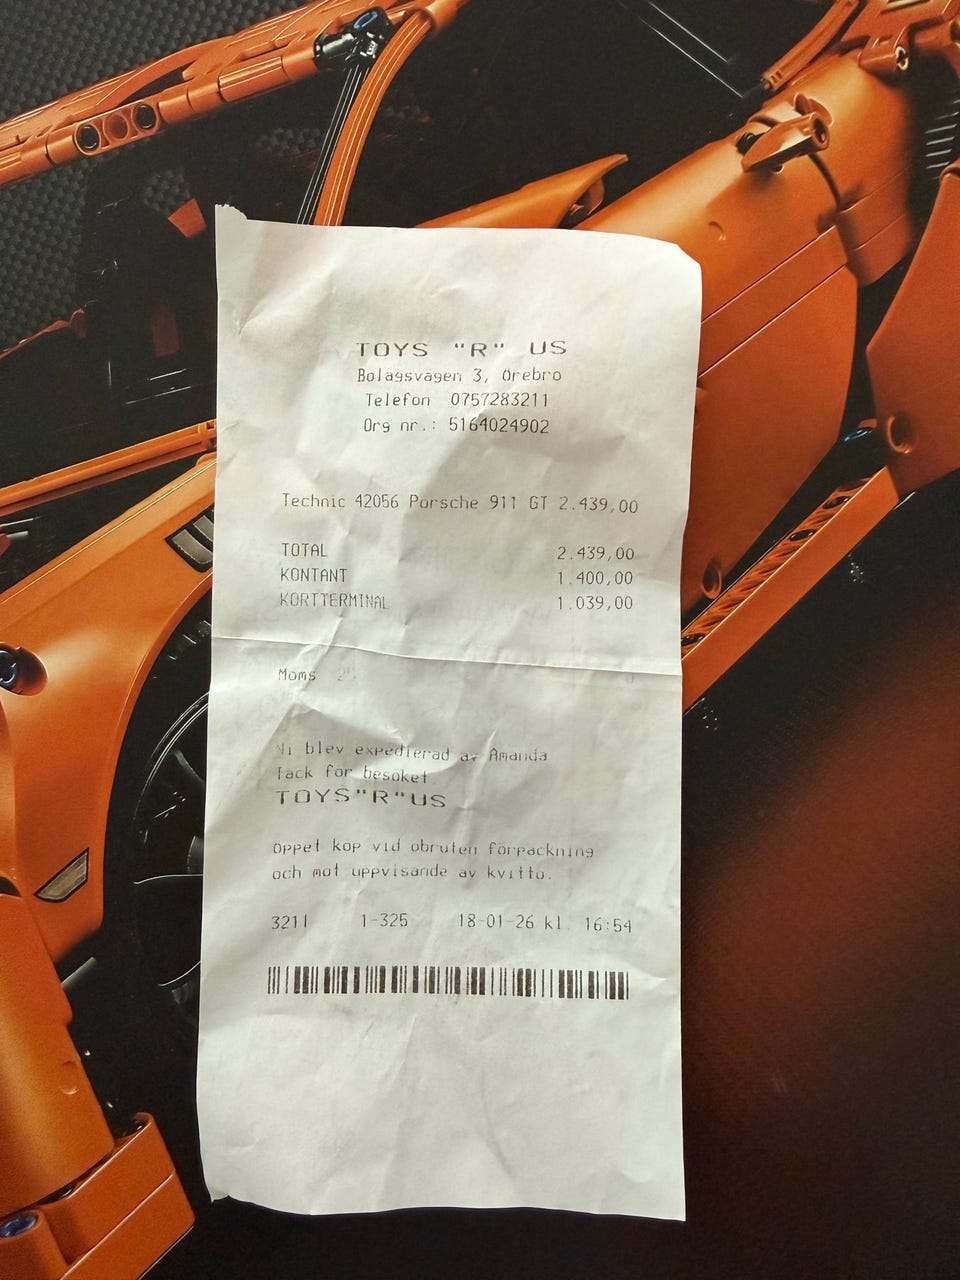 TOYS "R" US
Bolagsvägen 3, Örebro
Telefon 0757283211
Org nr.: 5164024902
Technic 42056 Porsche 911 GT 2.439,00
TOTAL 2.439,00
KONTANT 1.400,00
KORTTERMINAL 1.039,00
Moms
Ni blev expedierad av Amanda
Tack för besöket
TOYS"R"US
Öppet köp vid obruten förpackning
och mot uppvisande av kvitto.
3211 1-325 18-01-26 kl. 16:54